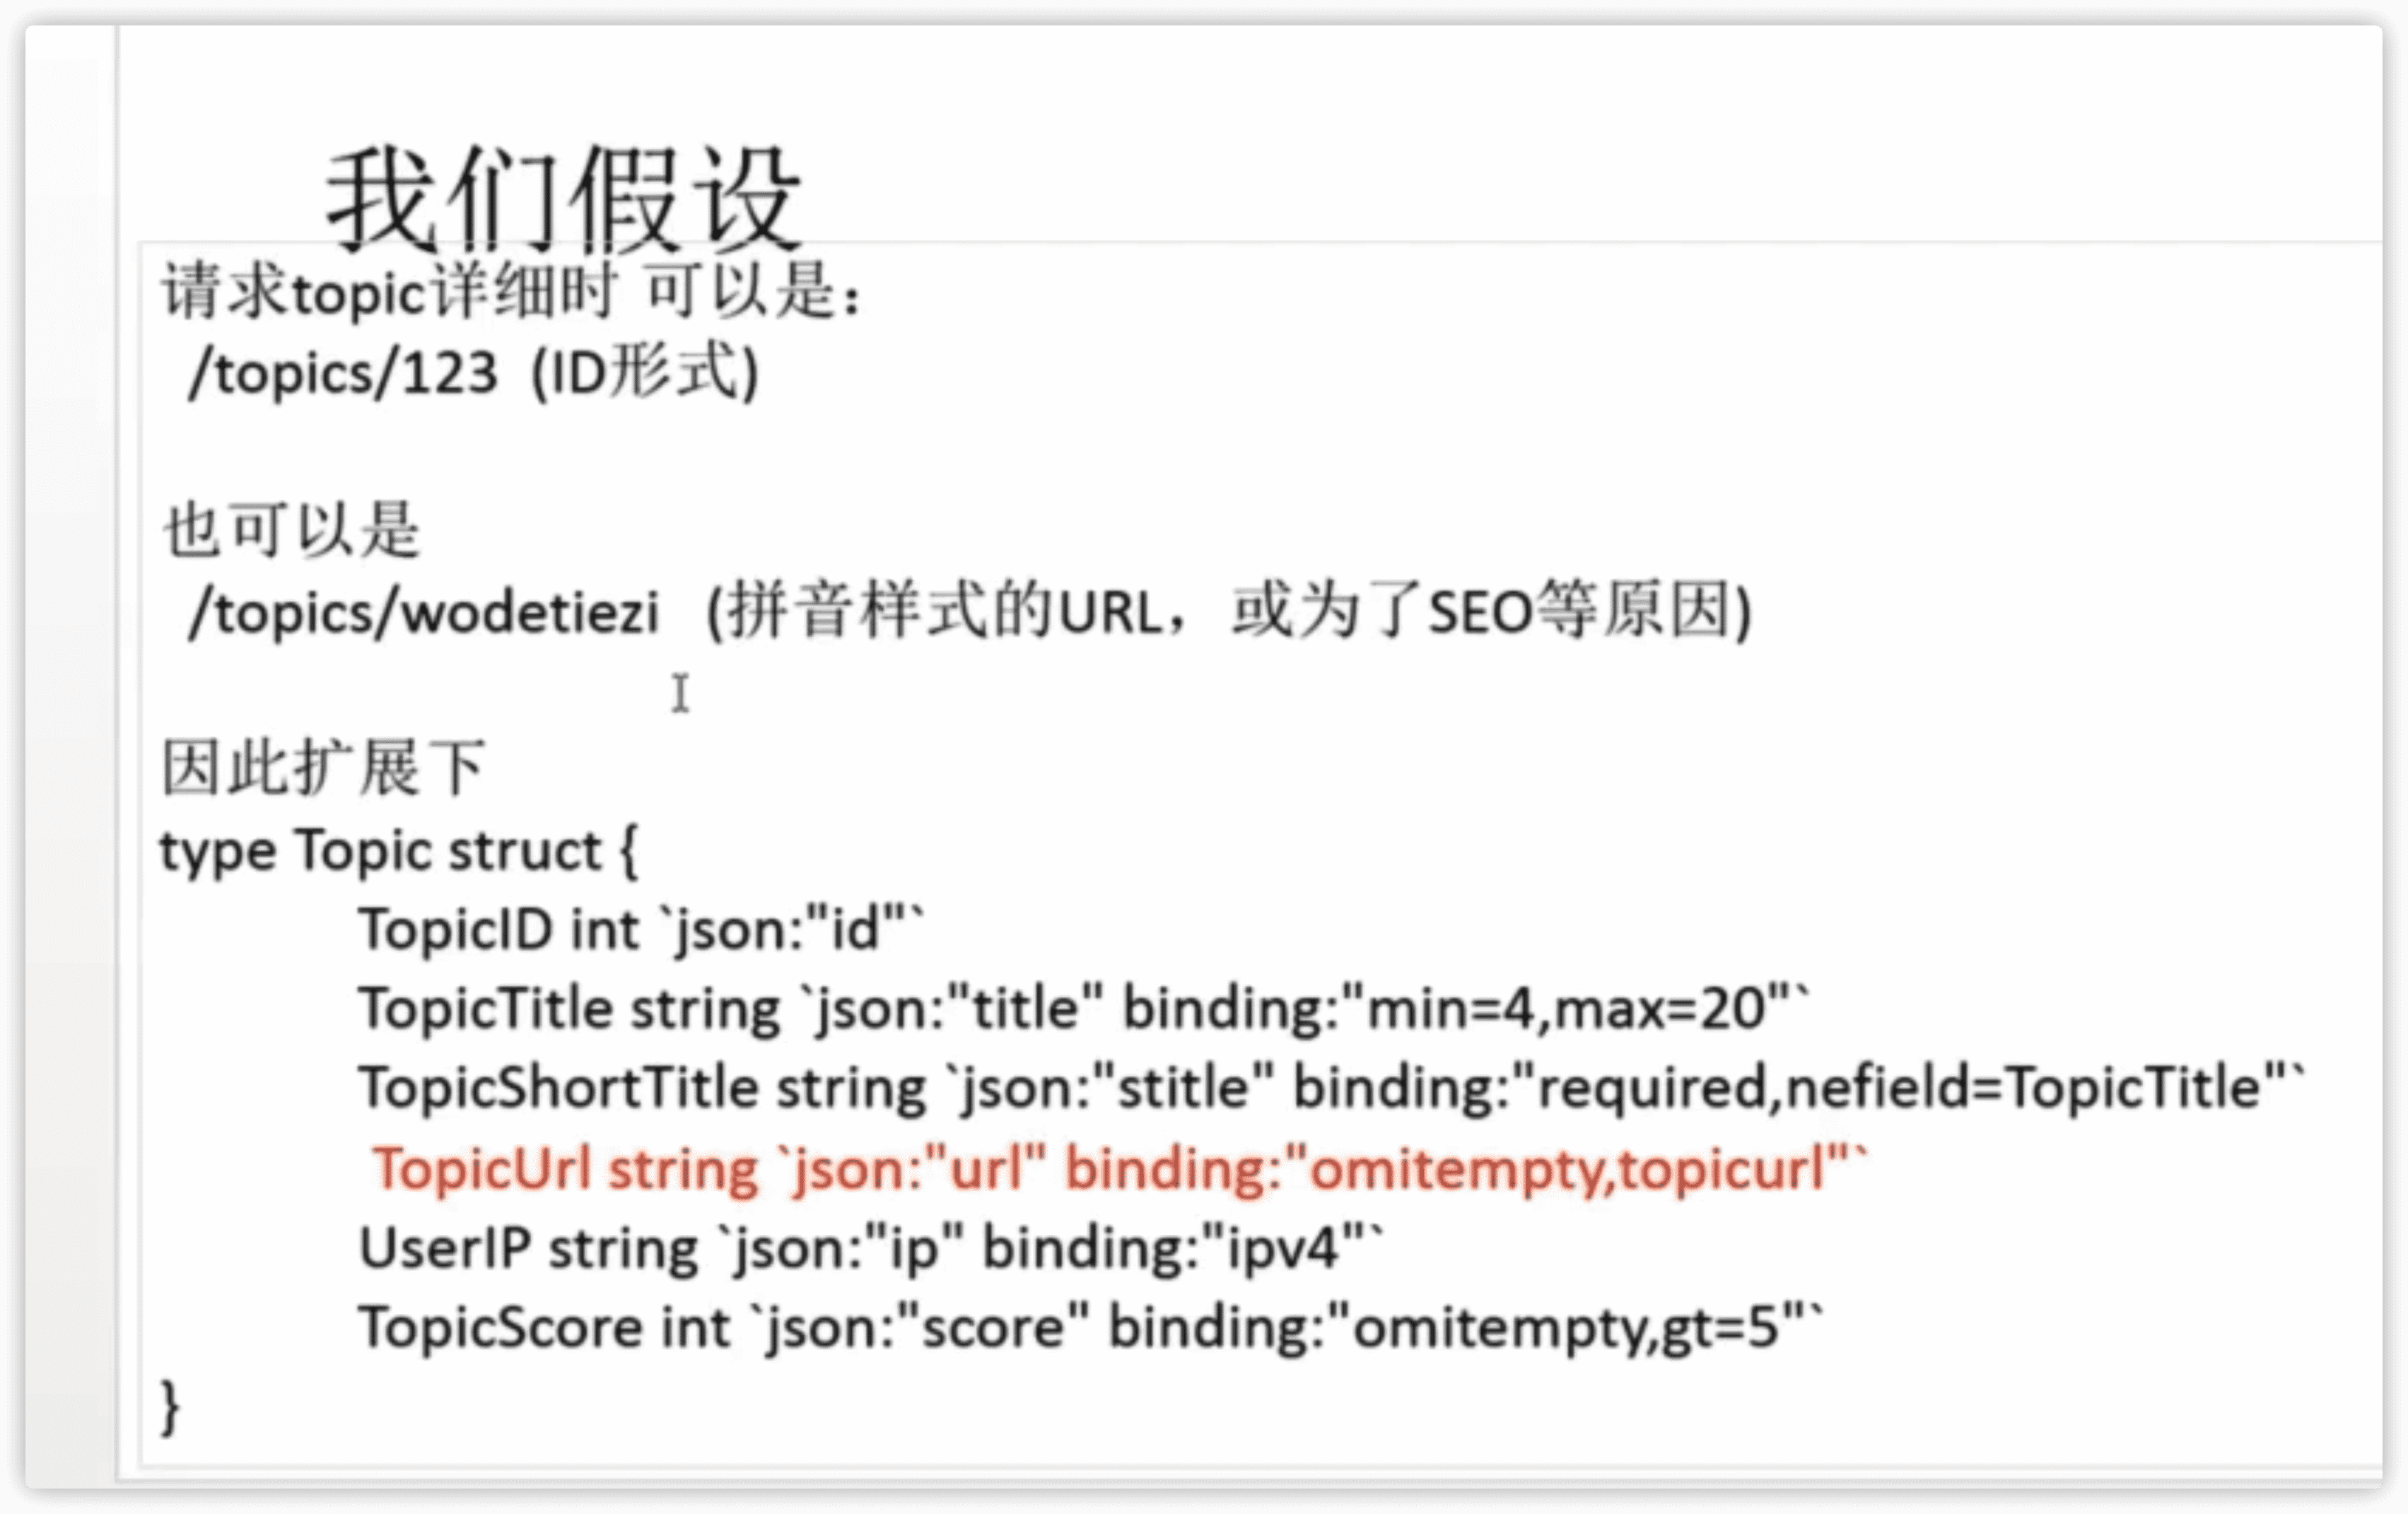 我们假设
请求topic详细时 可以是：
/topics/123 (ID形式)
也可以是
/topics/wodetiezi (拼音样式的URL，或为了SEO等原因)
因此扩展下
type Topic struct {
TopicID int `json:"id"`
TopicTitle string `json:"title" binding:"min=4,max=20"`
TopicShortTitle string `json:"stitle" binding:"required,nefield=TopicTitle"`
TopicUrl string `json:"url" binding:"omitempty,topicurl"`
UserIP string `json:"ip" binding:"ipv4"`
TopicScore int `json:"score" binding:"omitempty,gt=5"`
}